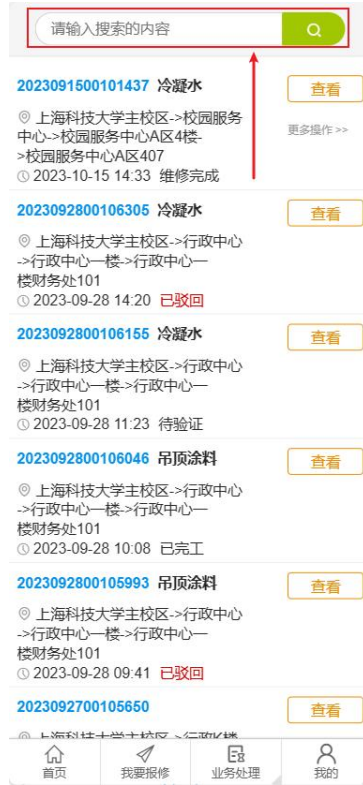 请输入搜索的内容
2023091500101437 冷凝水
查看
上海科技大学主校区->校园服务
中心->校园服务中心A区4楼-
>校园服务中心A区407
更多操作 >>
2023-10-15 14:33 维修完成
2023092800106305 冷凝水
查看
上海科技大学主校区->行政中心
->行政中心一楼->行政中心一
楼财务处101
2023-09-28 14:20 已驳回
2023092800106155 冷凝水
查看
上海科技大学主校区->行政中心
->行政中心一楼->行政中心一
楼财务处101
2023-09-28 11:23 待验证
2023092800106046 吊顶涂料
查看
上海科技大学主校区->行政中心
->行政中心一楼->行政中心一
楼财务处101
2023-09-28 10:08 已完工
2023092800105993 吊顶涂料
查看
上海科技大学主校区->行政中心
->行政中心一楼->行政中心一
楼财务处101
2023-09-28 09:41 已驳回
2023092700105650
查看
上海科技大学主校区->行政
首页
我要报修
业务处理
我的